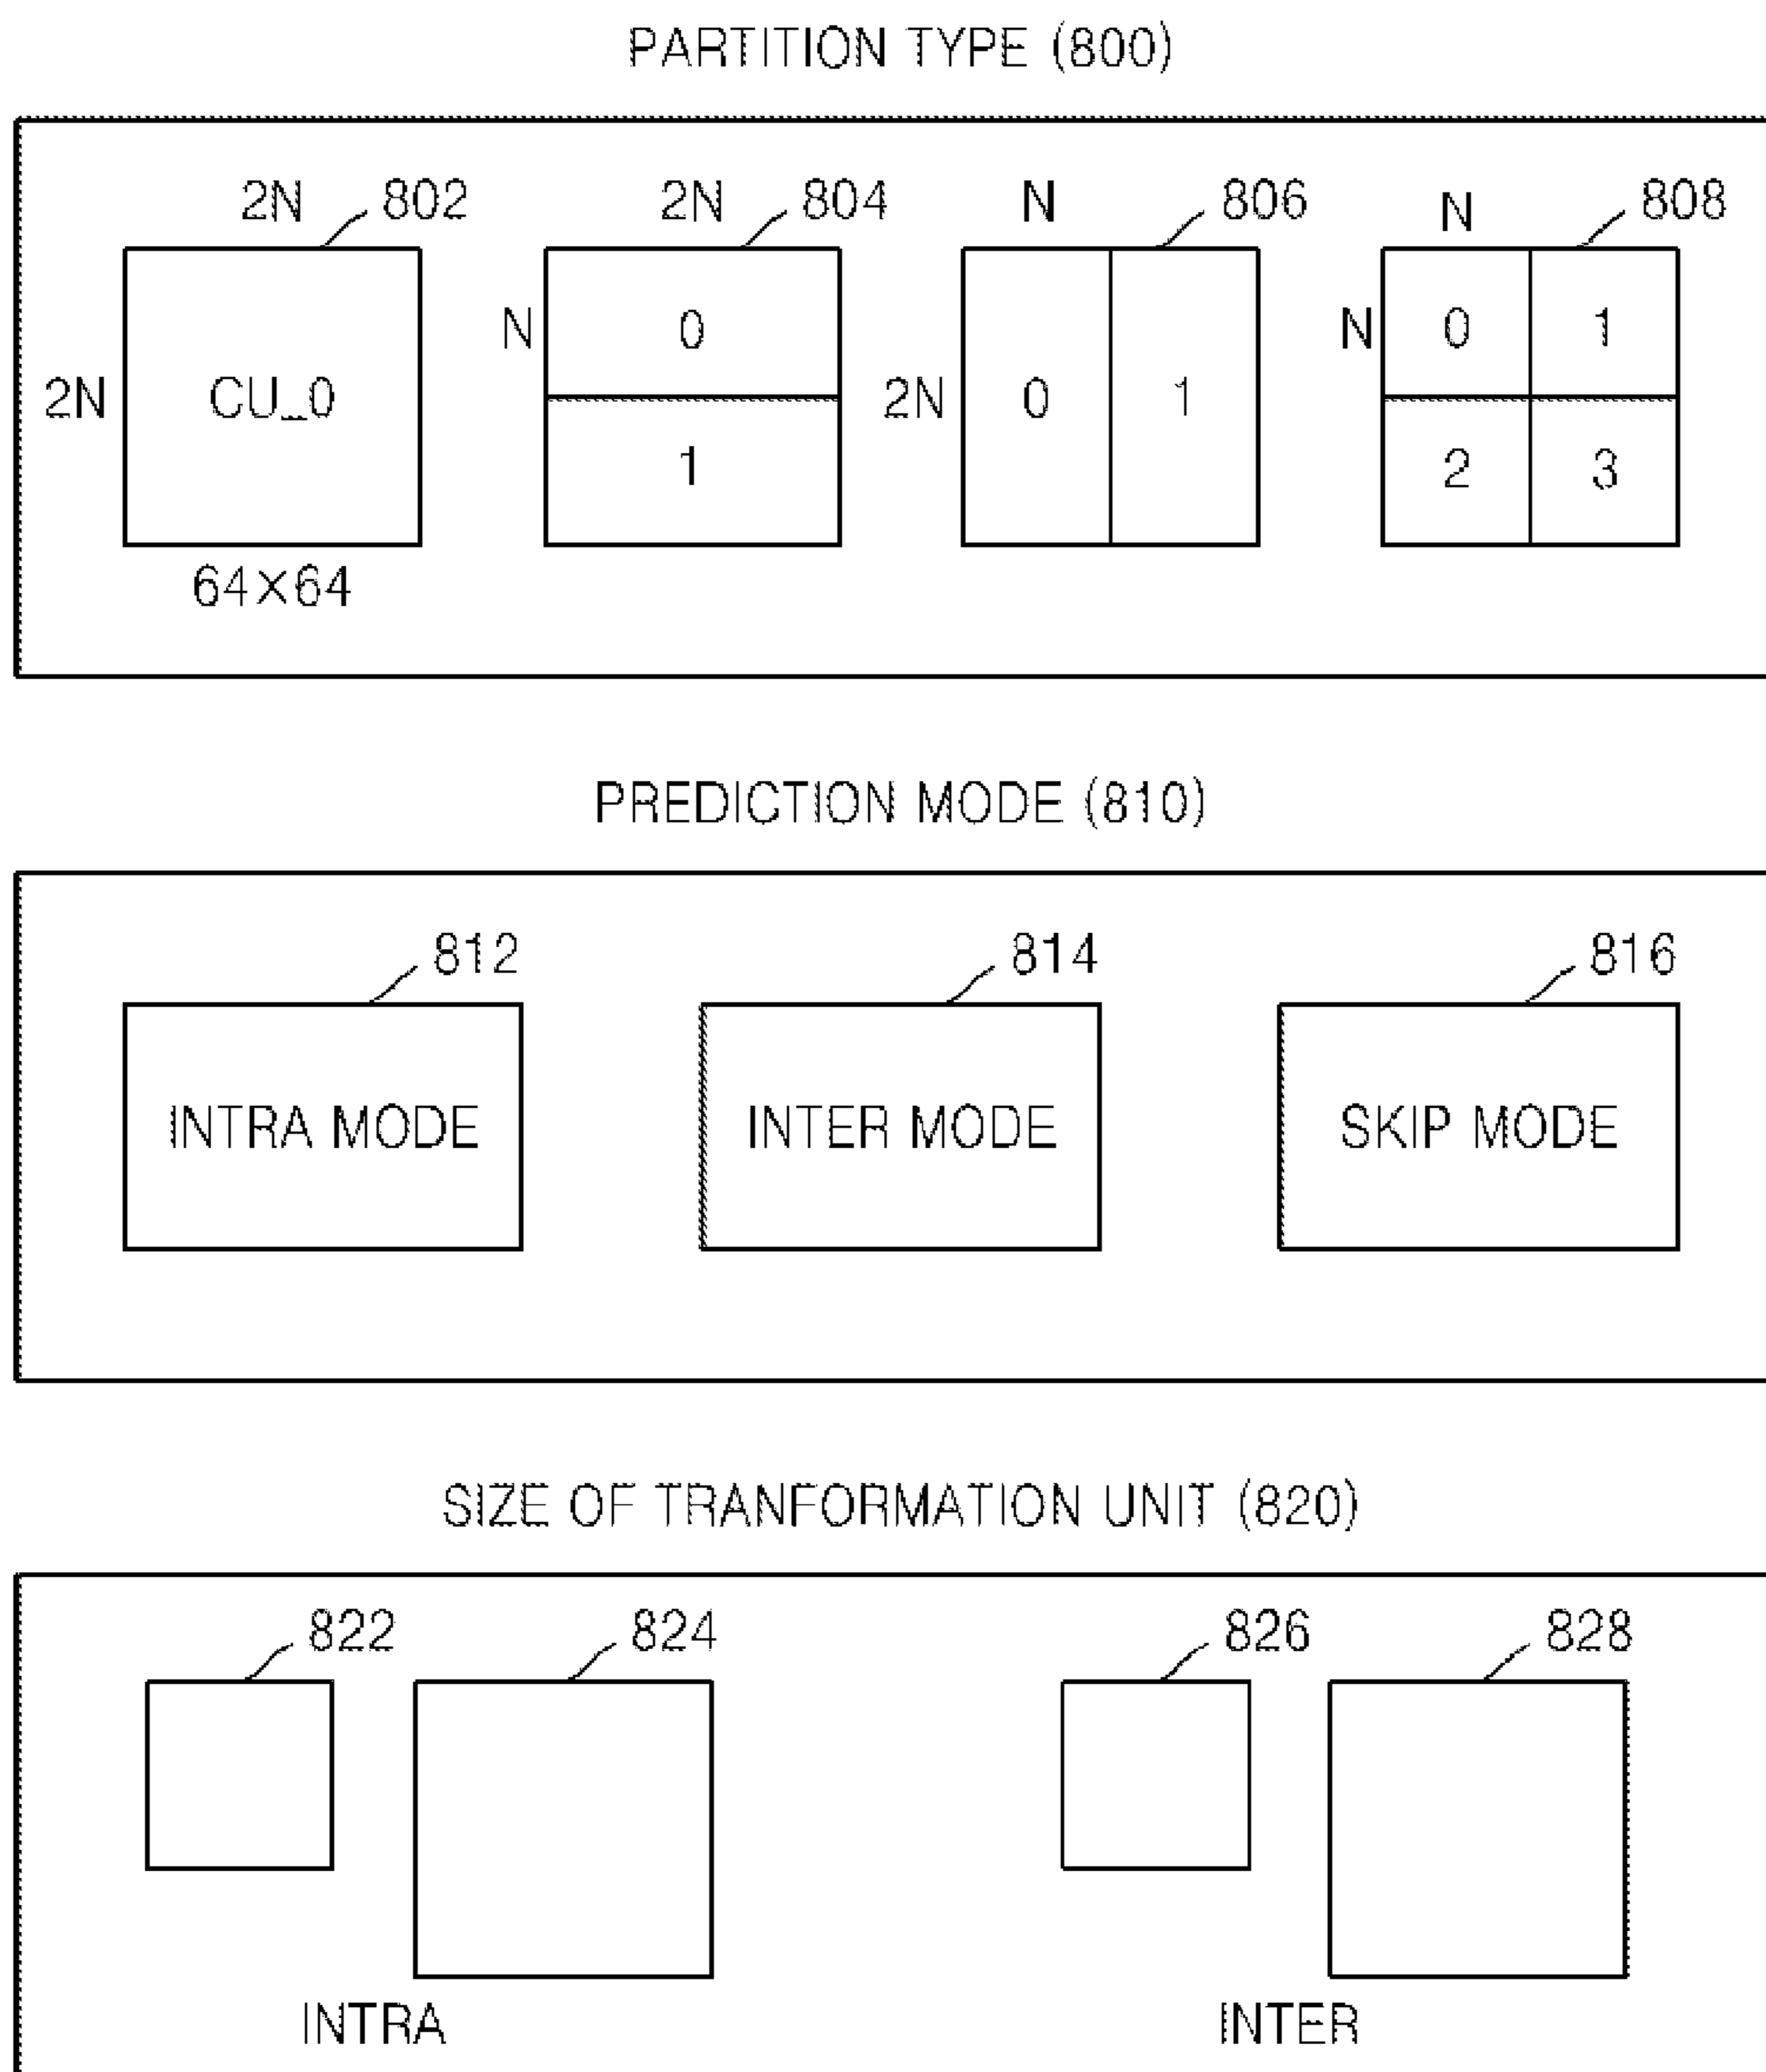 PARTITION TYPE (800)
2N 802 2N 804 N 806 N 808
N 0 N 0 1
2N CU_0 2N 0 1
1 2 3
64×64
PREDICTION MODE (810)
812 814 816
INTRA MODE INTER MODE SKIP MODE
SIZE OF TRANFORMATION UNIT (820)
822 824 826 828
INTRA INTER